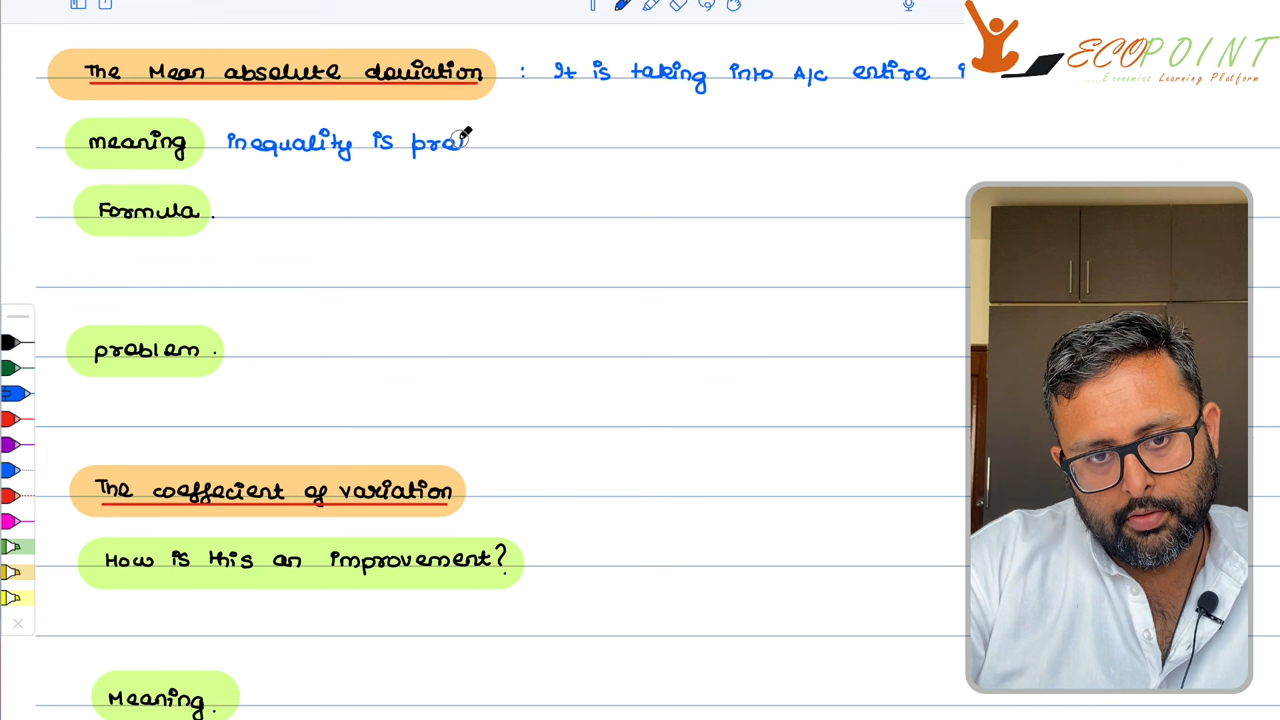 ECOPOINT
.....Economics Learning Platform
The Mean absolute deviation : It is taking into A/c entire
meaning inequality is pro
Formula.
problem.
The coeffecient of variation
How is this an improvement?
Meaning.